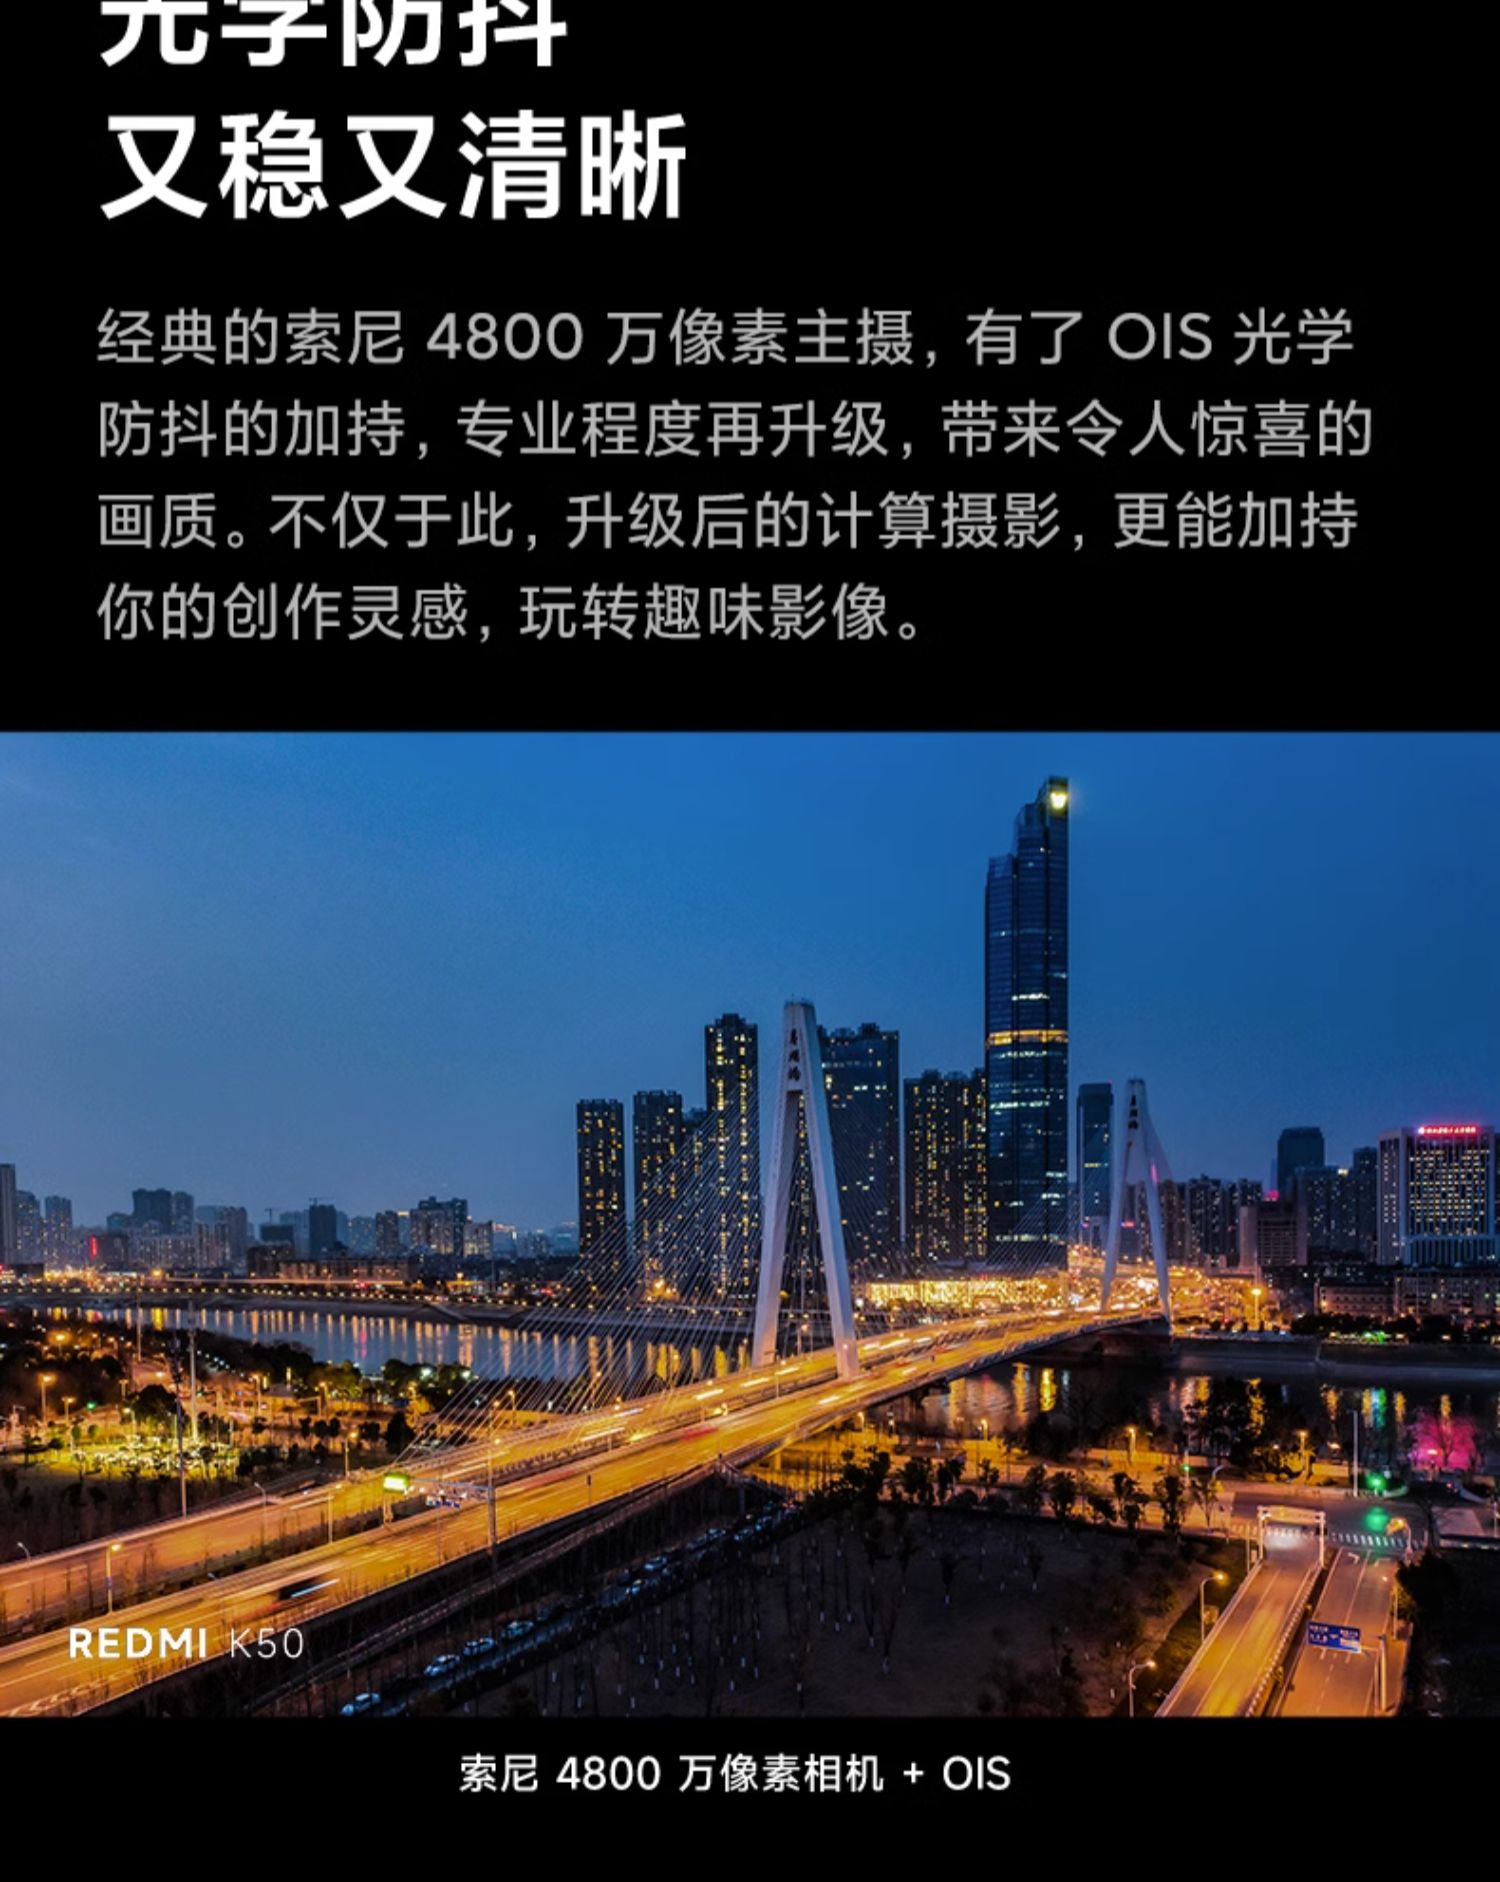 光学防抖
又稳又清晰
经典的索尼 4800 万像素主摄，有了 OIS 光学
防抖的加持，专业程度再升级，带来令人惊喜的
画质。不仅于此，升级后的计算摄影，更能加持
你的创作灵感，玩转趣味影像。
REDMI K50
索尼 4800 万像素相机 + OIS